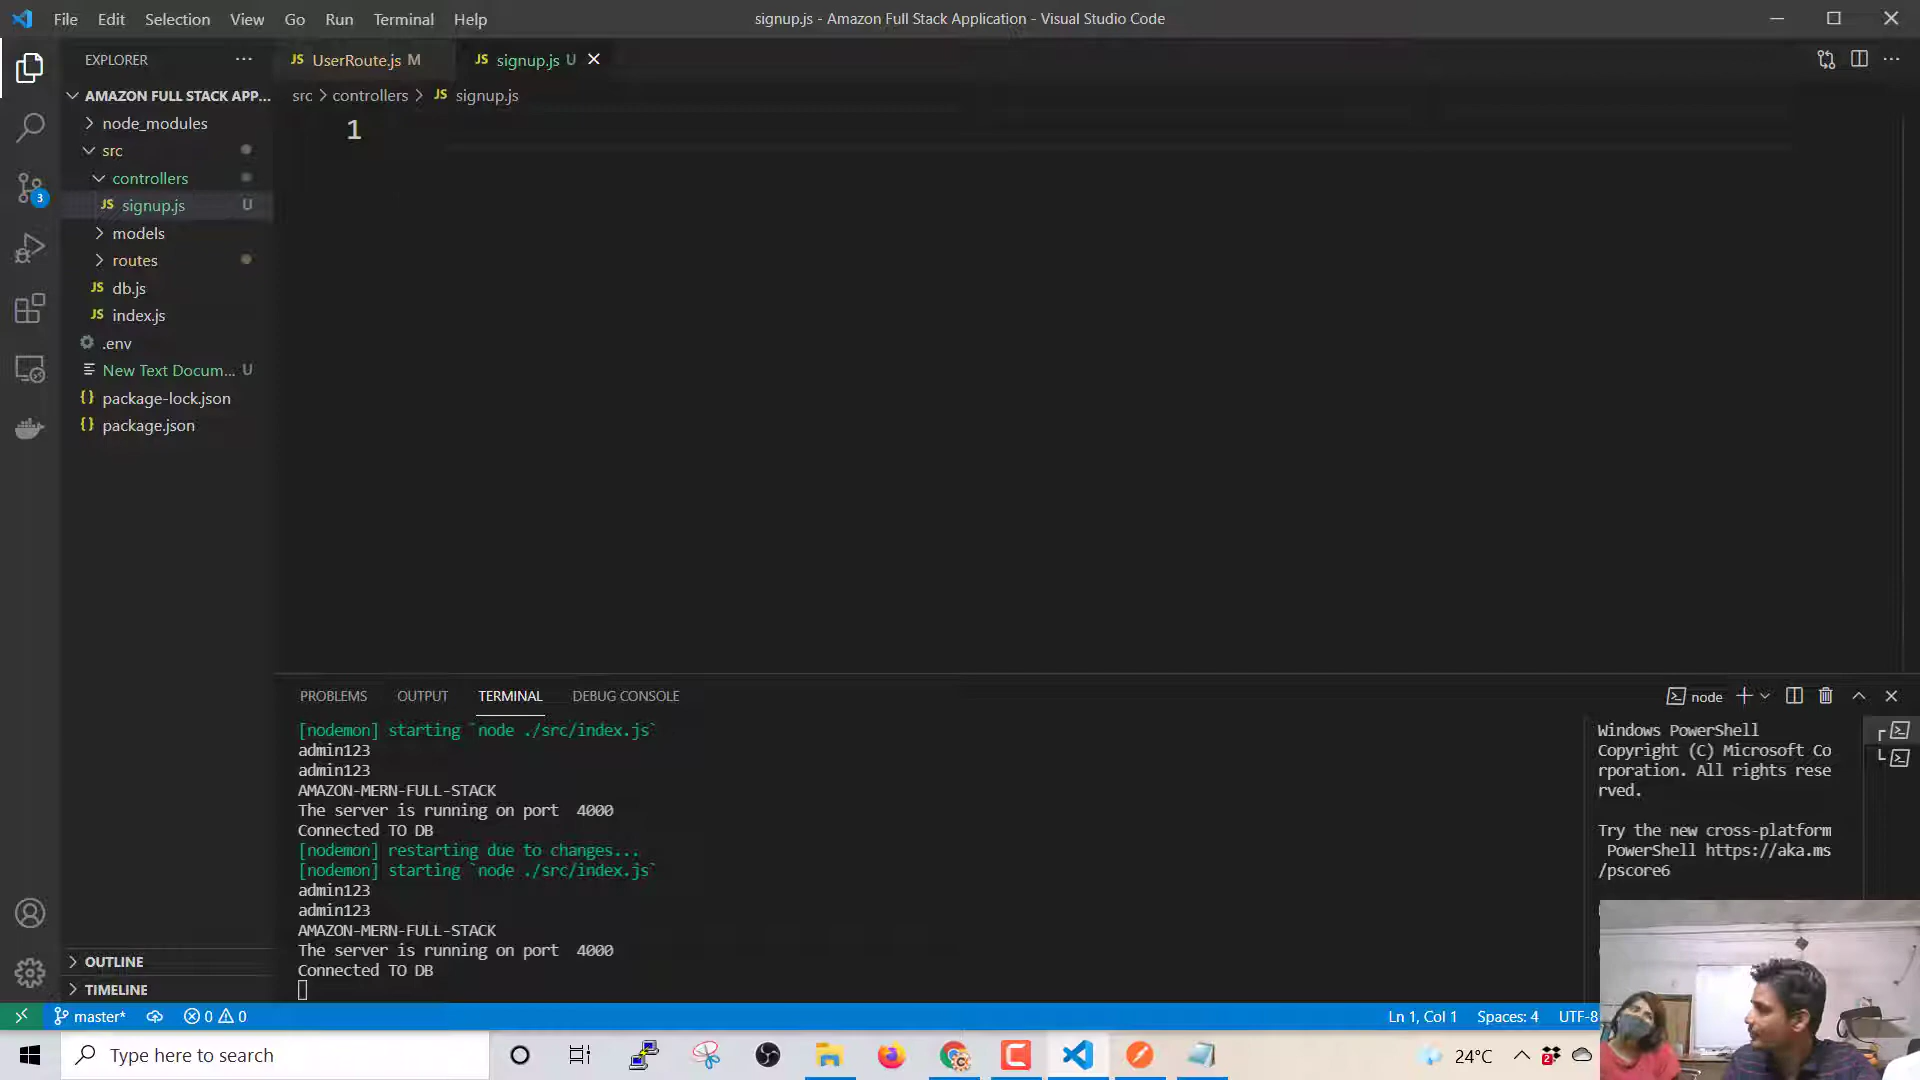 File Edit Selection View Go Run Terminal Help
signup.js - Amazon Full Stack Application - Visual Studio Code
EXPLORER
JS UserRoute.js M
JS signup.js U
AMAZON FULL STACK APP...
src > controllers > JS signup.js
node_modules
1
src
controllers
JS signup.js U
3
models
routes
JS db.js
JS index.js
.env
New Text Docum... U
{} package-lock.json
{} package.json
OUTLINE
TIMELINE
PROBLEMS OUTPUT TERMINAL DEBUG CONSOLE
node
[nodemon] starting `node ./src/index.js`
admin123
admin123
AMAZON-MERN-FULL-STACK
The server is running on port  4000
Connected TO DB
[nodemon] restarting due to changes...
[nodemon] starting `node ./src/index.js`
admin123
admin123
AMAZON-MERN-FULL-STACK
The server is running on port  4000
Connected TO DB
Windows PowerShell
Copyright (C) Microsoft Co
rporation. All rights rese
rved.
Try the new cross-platform
PowerShell https://aka.ms
/pscore6
master* 0 0
Ln 1, Col 1 Spaces: 4 UTF-8
Type here to search
24°C
2